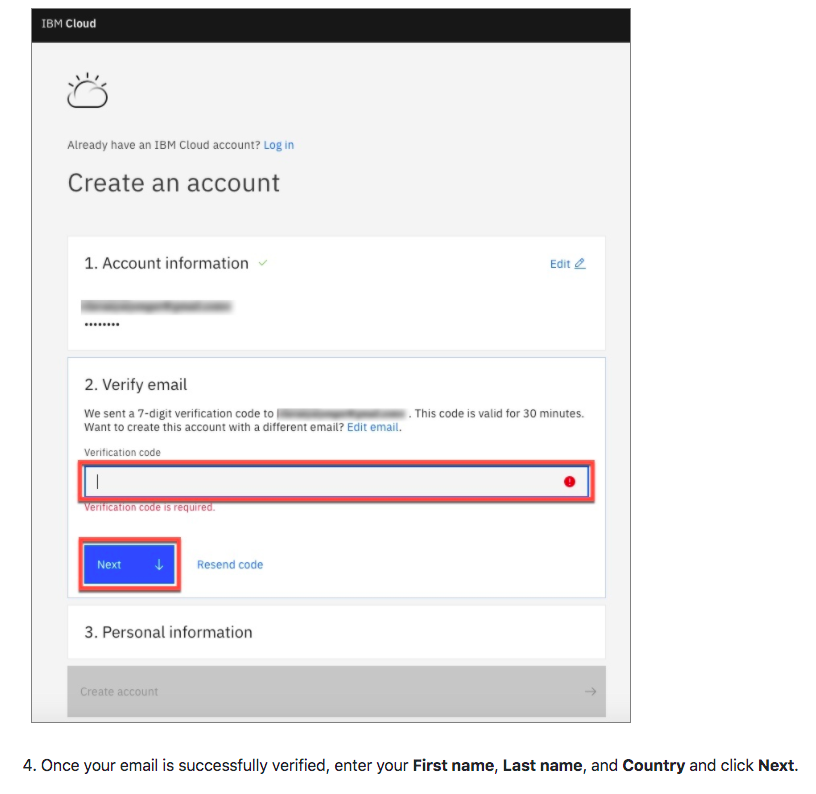 IBM Cloud
Already have an IBM Cloud account? Log in
Create an account
1. Account information
Edit
••••••••
2. Verify email
We sent a 7-digit verification code to . This code is valid for 30 minutes.
Want to create this account with a different email? Edit email.
Verification code
Verification code is required.
Next
Resend code
3. Personal information
Create account
4. Once your email is successfully verified, enter your First name, Last name, and Country and click Next.